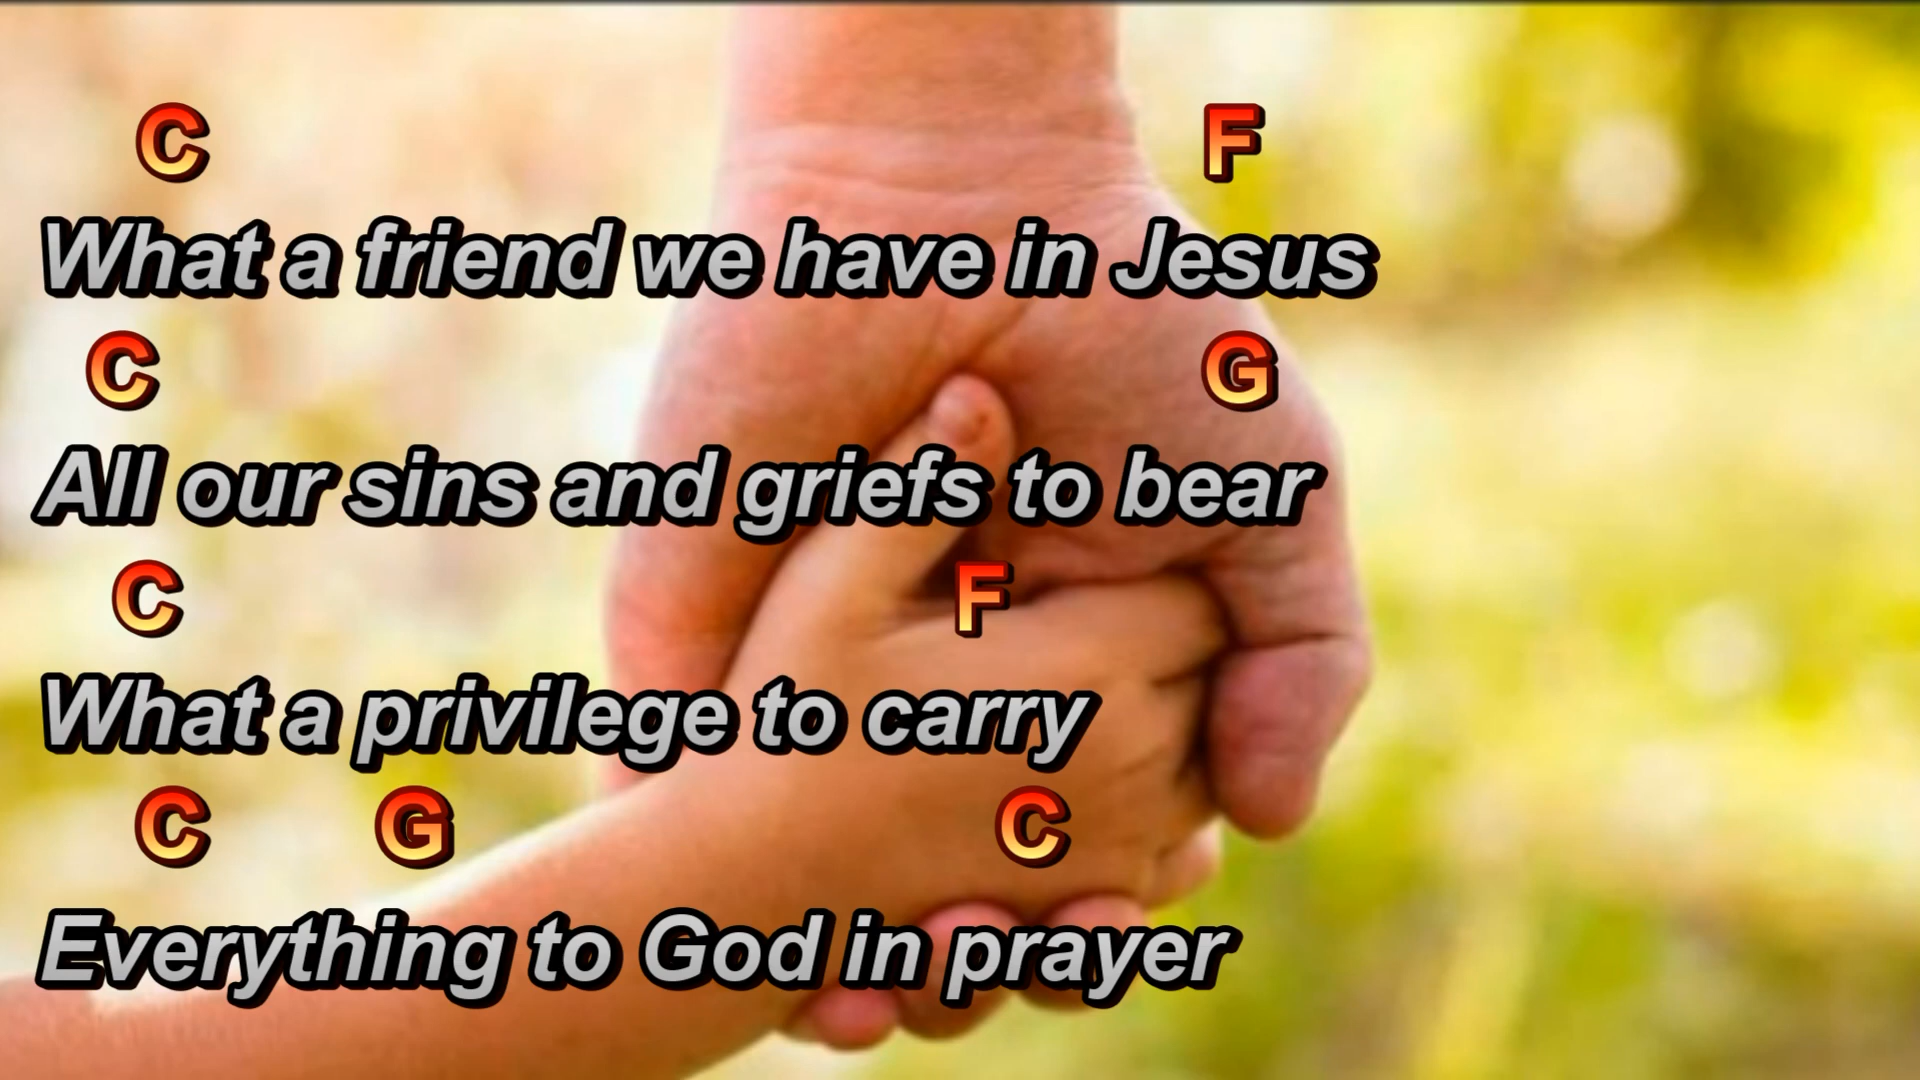 C F
What a friend we have in Jesus
C G
All our sins and griefs to bear
C F
What a privilege to carry
C G C
Everything to God in prayer